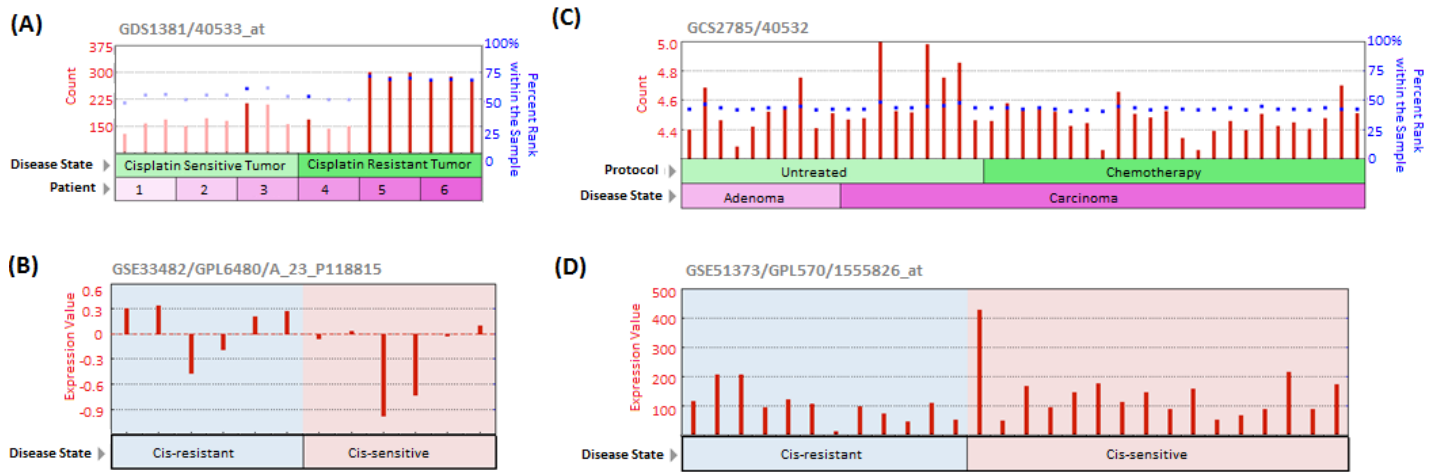 (A)
GDS1381/40533_at
375
300
225
150
Count
100%
75
50
25
0
Percent Rank
within the Sample
Disease State
Cisplatin Sensitive Tumor
Cisplatin Resistant Tumor
Patient
1
2
3
4
5
6
(C)
GCS2785/40532
5.0
4.8
4.6
4.4
Count
100%
75
50
25
0
Percent Rank
within the Sample
Protocol
Untreated
Chemotherapy
Disease State
Adenoma
Carcinoma
(B)
GSE33482/GPL6480/A_23_P118815
0.6
0.3
0
-0.3
-0.6
-0.9
Expression Value
Disease State
Cis-resistant
Cis-sensitive
(D)
GSE51373/GPL570/1555826_at
500
400
300
200
100
Expression Value
Disease State
Cis-resistant
Cis-sensitive